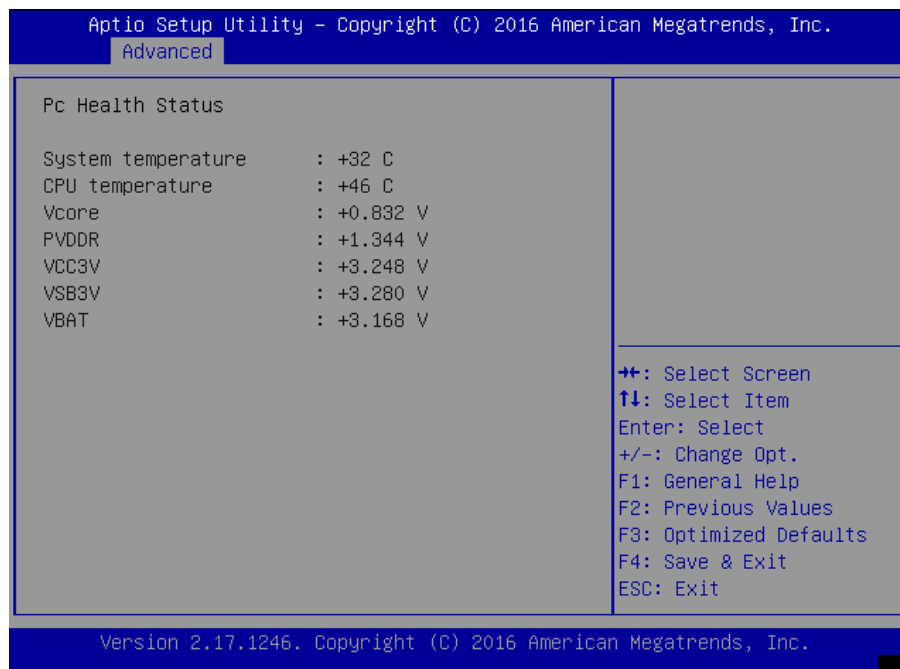 Aptio Setup Utility – Copyright (C) 2016 American Megatrends, Inc.
Advanced
Pc Health Status
System temperature : +32 C
CPU temperature : +46 C
Vcore : +0.832 V
PVDDR : +1.344 V
VCC3V : +3.248 V
VSB3V : +3.280 V
VBAT : +3.168 V
→←: Select Screen
↑↓: Select Item
Enter: Select
+/-: Change Opt.
F1: General Help
F2: Previous Values
F3: Optimized Defaults
F4: Save & Exit
ESC: Exit
Version 2.17.1246. Copyright (C) 2016 American Megatrends, Inc.